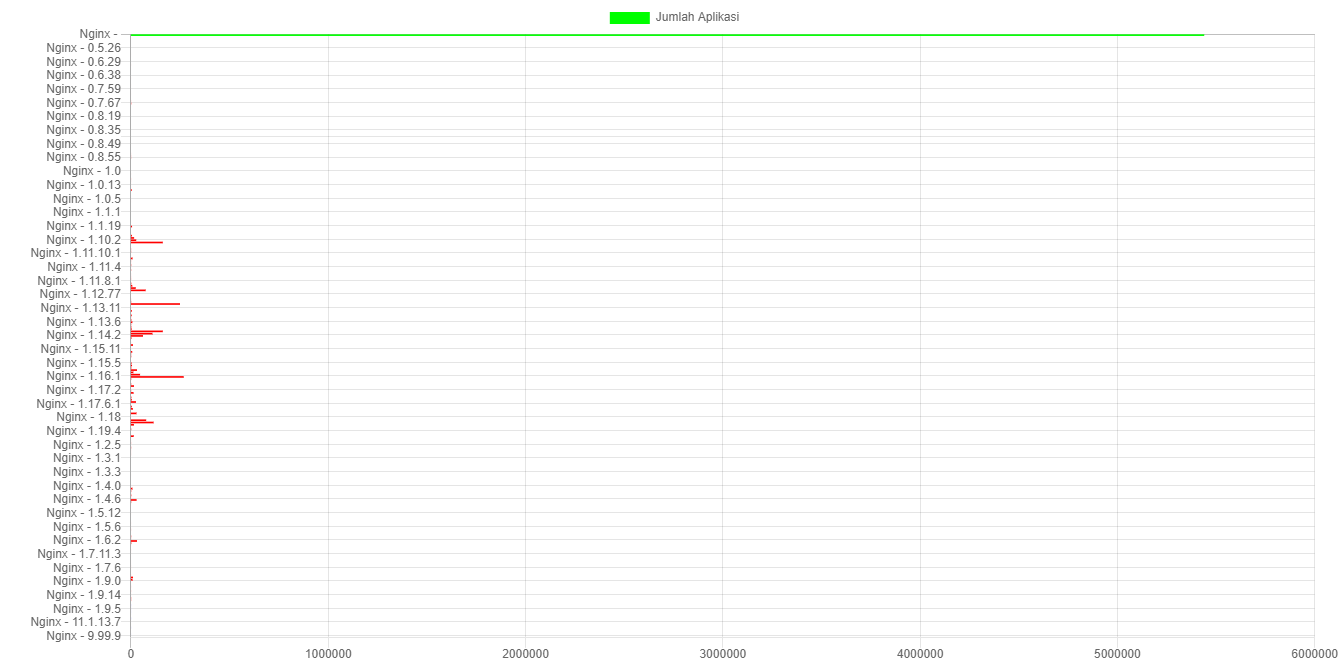 Jumlah Aplikasi
Nginx -
Nginx - 0.5.26
Nginx - 0.6.29
Nginx - 0.6.38
Nginx - 0.7.59
Nginx - 0.7.67
Nginx - 0.8.19
Nginx - 0.8.35
Nginx - 0.8.49
Nginx - 0.8.55
Nginx - 1.0
Nginx - 1.0.13
Nginx - 1.0.5
Nginx - 1.1.1
Nginx - 1.1.19
Nginx - 1.10.2
Nginx - 1.11.10.1
Nginx - 1.11.4
Nginx - 1.11.8.1
Nginx - 1.12.77
Nginx - 1.13.11
Nginx - 1.13.6
Nginx - 1.14.2
Nginx - 1.15.11
Nginx - 1.15.5
Nginx - 1.16.1
Nginx - 1.17.2
Nginx - 1.17.6.1
Nginx - 1.18
Nginx - 1.19.4
Nginx - 1.2.5
Nginx - 1.3.1
Nginx - 1.3.3
Nginx - 1.4.0
Nginx - 1.4.6
Nginx - 1.5.12
Nginx - 1.5.6
Nginx - 1.6.2
Nginx - 1.7.11.3
Nginx - 1.7.6
Nginx - 1.9.0
Nginx - 1.9.14
Nginx - 1.9.5
Nginx - 11.1.13.7
Nginx - 9.99.9
0 1000000 2000000 3000000 4000000 5000000 6000000